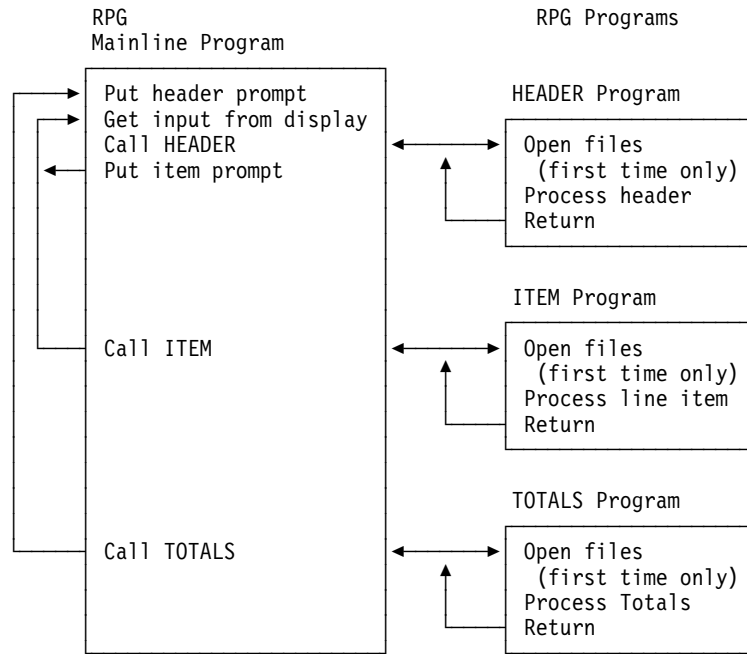 RPG
Mainline Program
Put header prompt
Get input from display
Call HEADER
Put item prompt
Call ITEM
Call TOTALS
RPG Programs
HEADER Program
Open files
(first time only)
Process header
Return
ITEM Program
Open files
(first time only)
Process line item
Return
TOTALS Program
Open files
(first time only)
Process Totals
Return